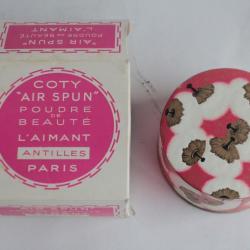 "AIR SPUN"
POUDRE DE BEAUTÉ
L'AIMANT
COTY
"AIR SPUN"
POUDRE
DE
BEAUTÉ
L'AIMANT
ANTILLES
PARIS